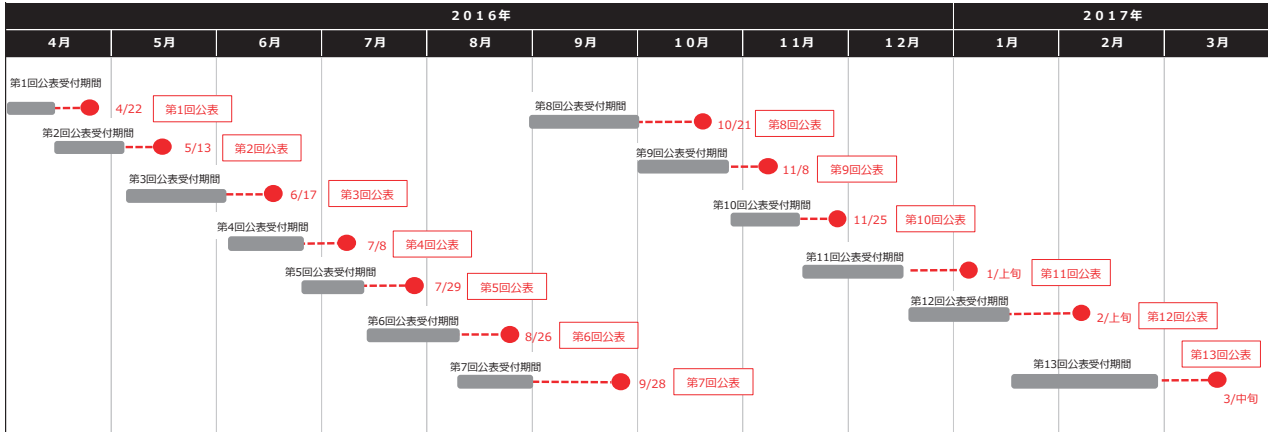 2016年 2017年
4月 5月 6月 7月 8月 9月 10月 11月 12月 1月 2月 3月
第1回公表受付期間
4/22 第1回公表
第2回公表受付期間
5/13 第2回公表
第3回公表受付期間
6/17 第3回公表
第4回公表受付期間
7/8 第4回公表
第5回公表受付期間
7/29 第5回公表
第6回公表受付期間
8/26 第6回公表
第7回公表受付期間
9/28 第7回公表
第8回公表受付期間
10/21 第8回公表
第9回公表受付期間
11/8 第9回公表
第10回公表受付期間
11/25 第10回公表
第11回公表受付期間
1/上旬 第11回公表
第12回公表受付期間
2/上旬 第12回公表
第13回公表受付期間
第13回公表
3/中旬